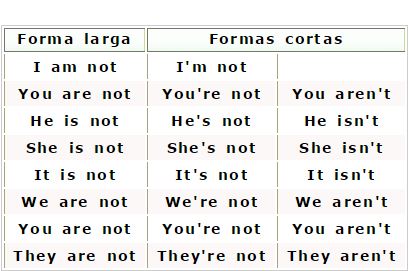 Forma larga Formas cortas
I am not I'm not
You are not You're not You aren't
He is not He's not He isn't
She is not She's not She isn't
It is not It's not It isn't
We are not We're not We aren't
You are not You're not You aren't
They are not They're not They aren't